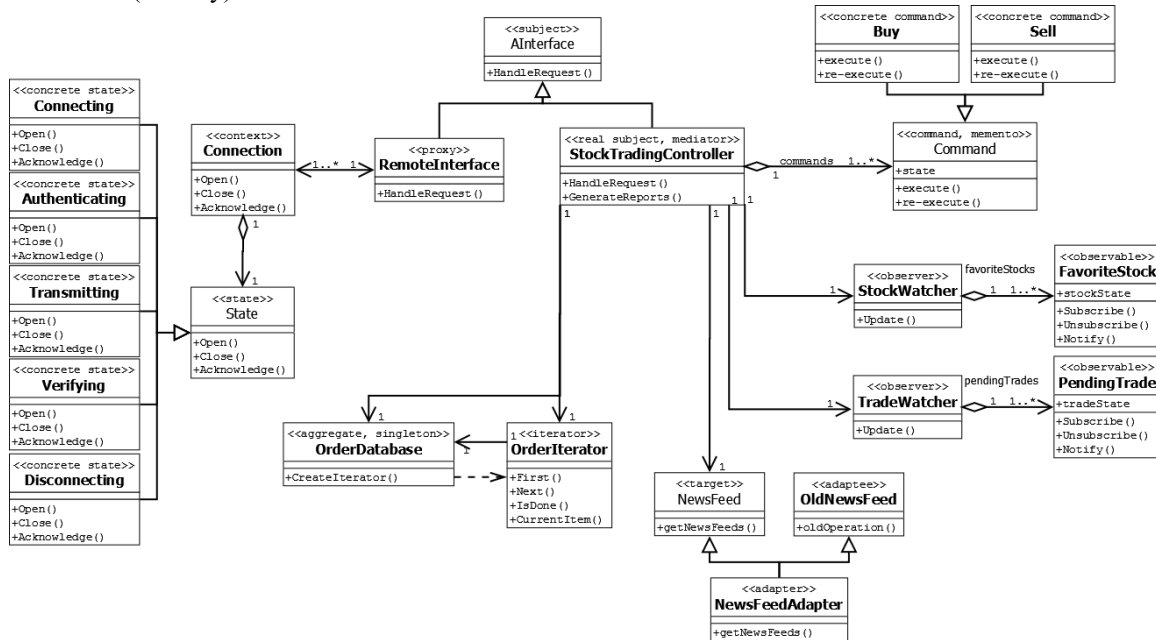 <<subject>>
AInterface
+HandleRequest()
<<concrete command>>
Buy
+execute()
+re-execute()
<<concrete command>>
Sell
+execute()
+re-execute()
<<concrete state>>
Connecting
+Open()
+Close()
+Acknowledge()
<<concrete state>>
Authenticating
+Open()
+Close()
+Acknowledge()
<<concrete state>>
Transmitting
+Open()
+Close()
+Acknowledge()
<<concrete state>>
Verifying
+Open()
+Close()
+Acknowledge()
<<concrete state>>
Disconnecting
+Open()
+Close()
+Acknowledge()
<<context>>
Connection
+Open()
+Close()
+Acknowledge()
1..* 1
1
1
<<state>>
State
+Open()
+Close()
+Acknowledge()
<<proxy>>
RemoteInterface
+HandleRequest()
<<real subject, mediator>>
StockTradingController
+HandleRequest()
+GenerateReports()
commands 1..*
1
<<command, memento>>
Command
+state
+execute()
+re-execute()
1 1 1 1
<<observer>>
StockWatcher
+Update()
1
favoriteStocks
1 1..*
<<observable>>
FavoriteStock
+stockState
+Subscribe()
+Unsubscribe()
+Notify()
<<observer>>
TradeWatcher
+Update()
1
pendingTrades
1 1..*
<<observable>>
PendingTrade
+tradeState
+Subscribe()
+Unsubscribe()
+Notify()
1 1
<<aggregate, singleton>>
OrderDatabase
+CreateIterator()
1
1
<<iterator>>
OrderIterator
+First()
+Next()
+IsDone()
+CurrentItem()
1
<<target>>
NewsFeed
+getNewsFeeds()
<<adaptee>>
OldNewsFeed
+oldOperation()
<<adapter>>
NewsFeedAdapter
+getNewsFeeds()